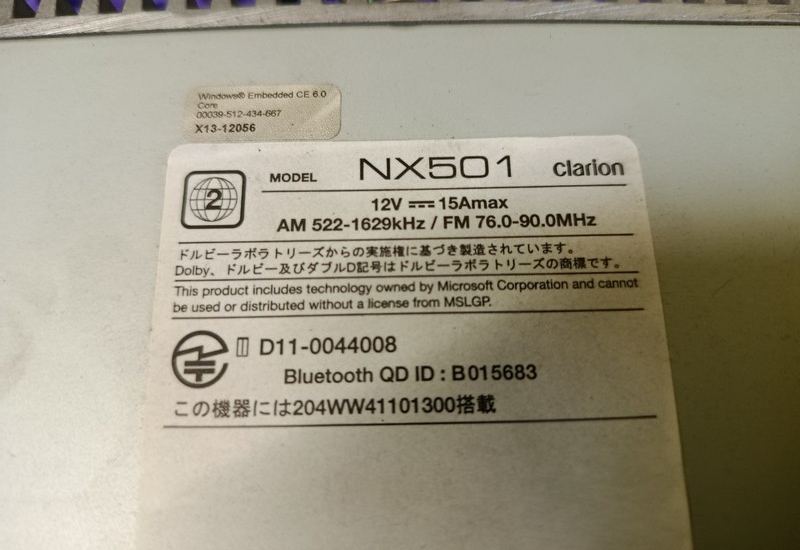 Windows® Embedded CE 6.0
Core
00039-512-434-667
X13-12056
2
MODEL NX501 clarion
12V ⎓ 15Amax
AM 522-1629kHz / FM 76.0-90.0MHz
ドルビーラボラトリーズからの実施権に基づき製造されています。
Dolby、ドルビー及びダブルD記号はドルビーラボラトリーズの商標です。
This product includes technology owned by Microsoft Corporation and cannot
be used or distributed without a license from MSLGP.
D11-0044008
Bluetooth QD ID : B015683
この機器には204WW41101300搭載